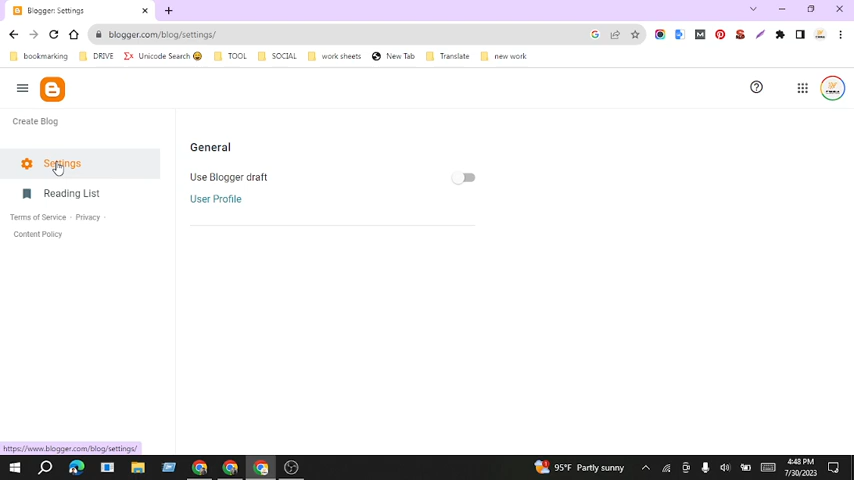 Blogger: Settings
blogger.com/blog/settings/
bookmarking
DRIVE
Unicode Search
TOOL
SOCIAL
work sheets
New Tab
Translate
new work
Create Blog
Settings
Reading List
Terms of Service · Privacy ·
Content Policy
General
Use Blogger draft
User Profile
https://www.blogger.com/blog/settings/
95°F Partly sunny
4:48 PM
7/30/2023